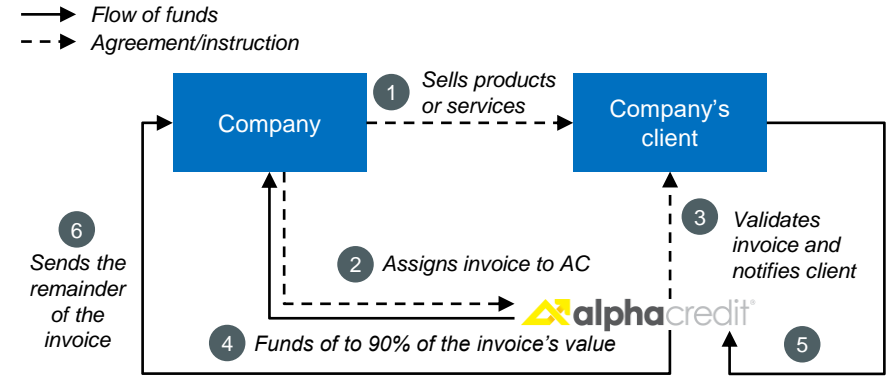 Flow of funds
Agreement/instruction
Company
1
Sells products
or services
Company's
client
6
Sends the
remainder
of the
invoice
2 Assigns invoice to AC
3
Validates
invoice and
notifies client
alphacredit
4 Funds of to 90% of the invoice's value
5